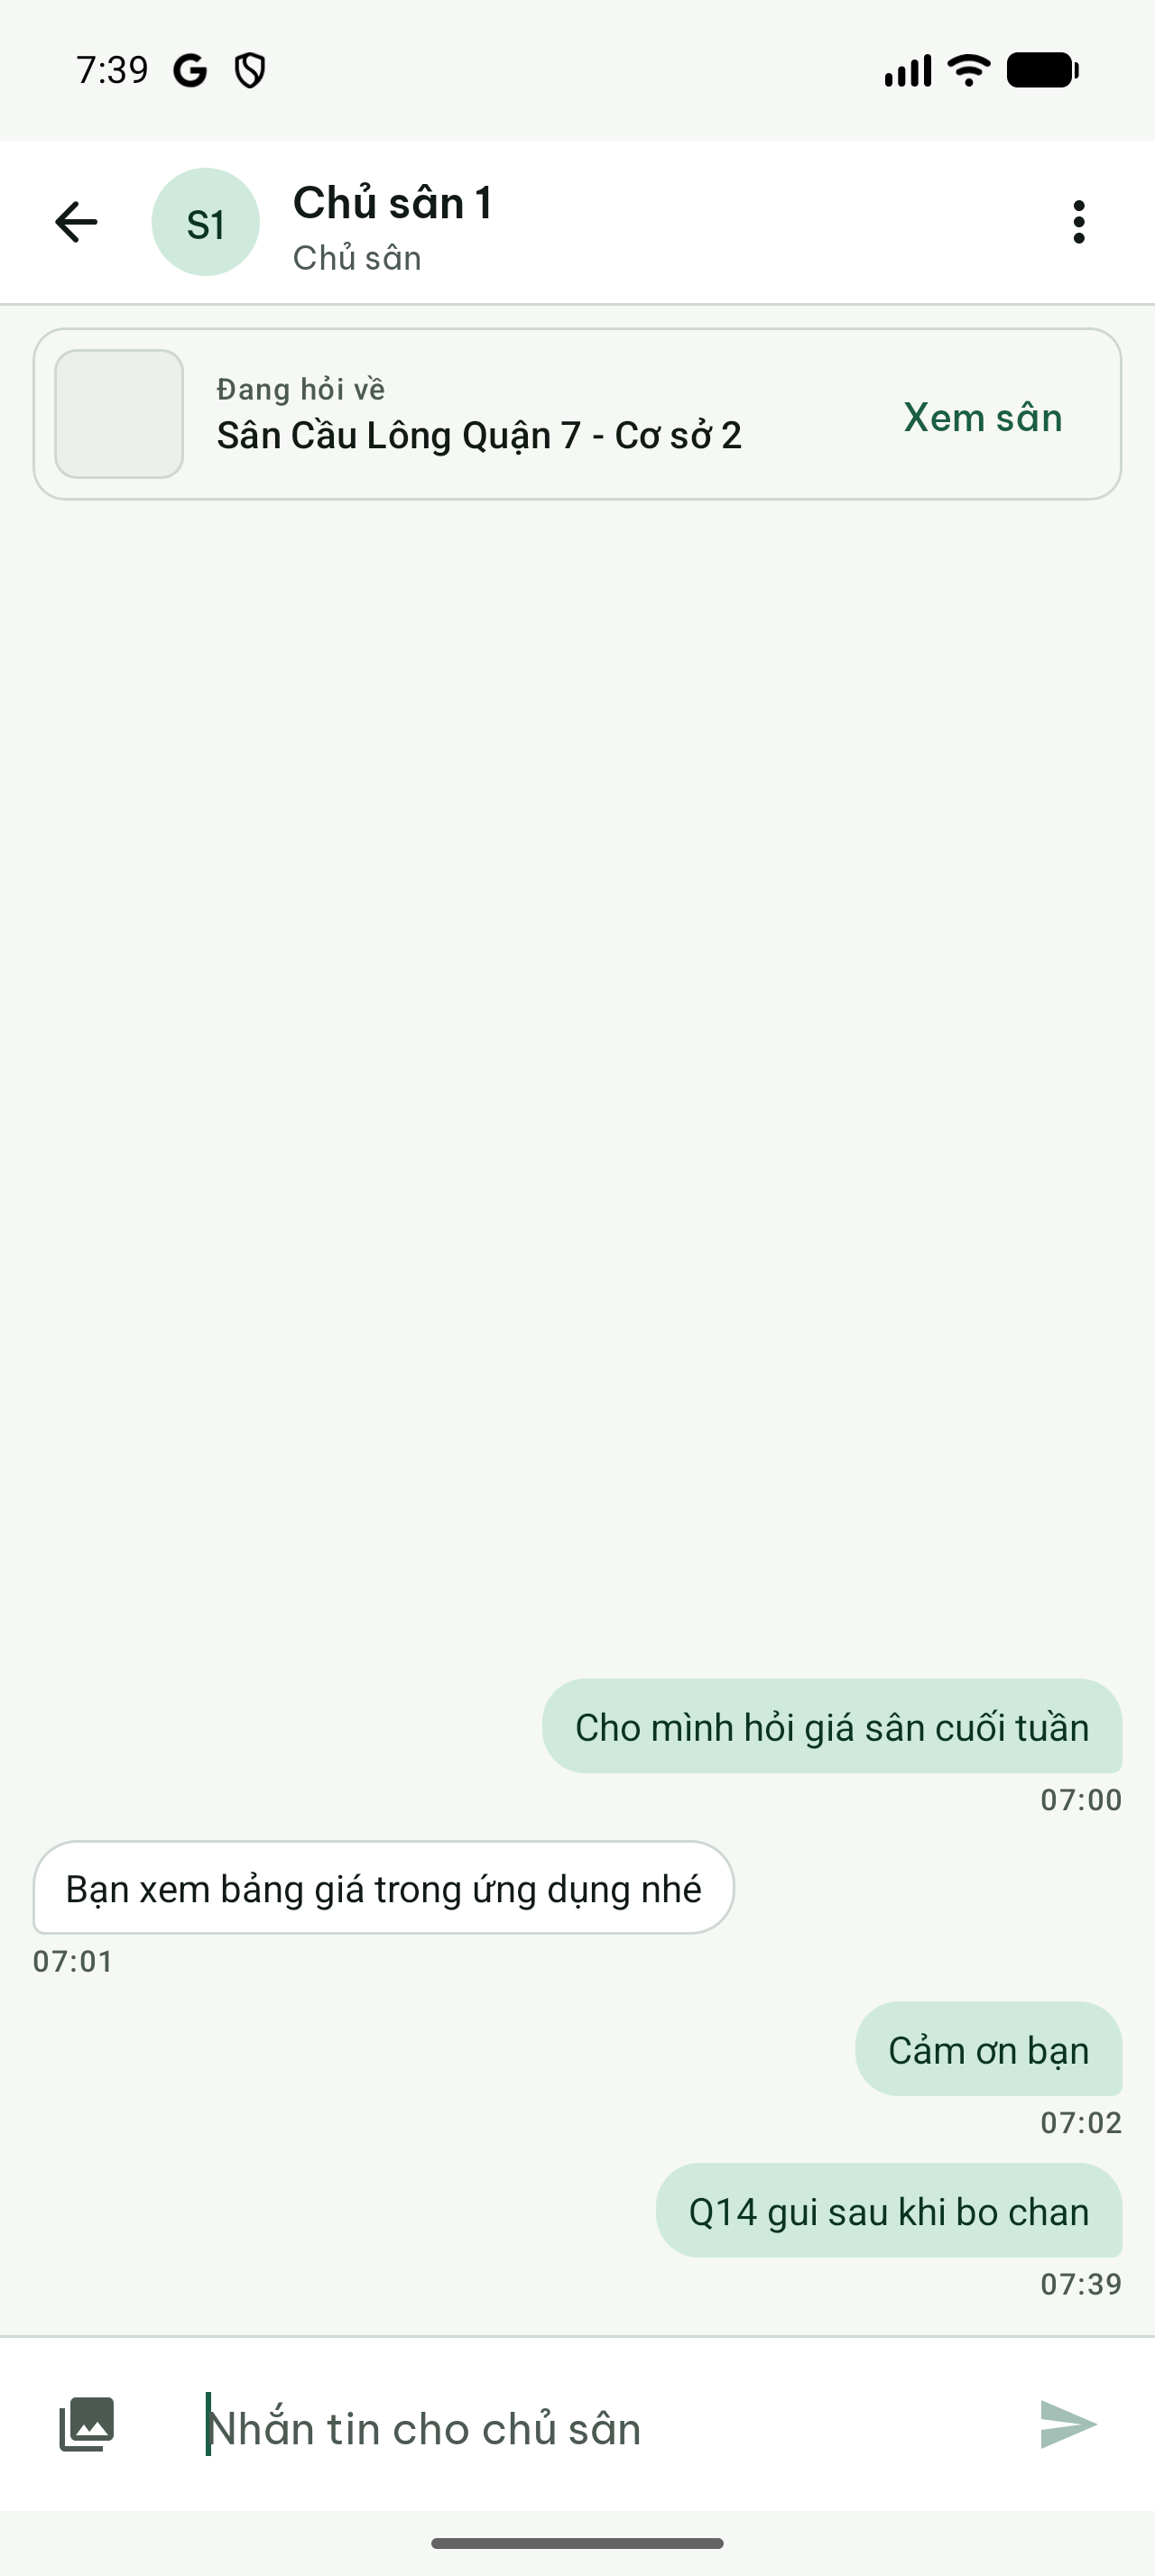 7:39
S1
Chủ sân 1
Chủ sân
Đang hỏi về
Sân Cầu Lông Quận 7 - Cơ sở 2
Xem sân
Cho mình hỏi giá sân cuối tuần
07:00
Bạn xem bảng giá trong ứng dụng nhé
07:01
Cảm ơn bạn
07:02
Q14 gui sau khi bo chan
07:39
Nhắn tin cho chủ sân